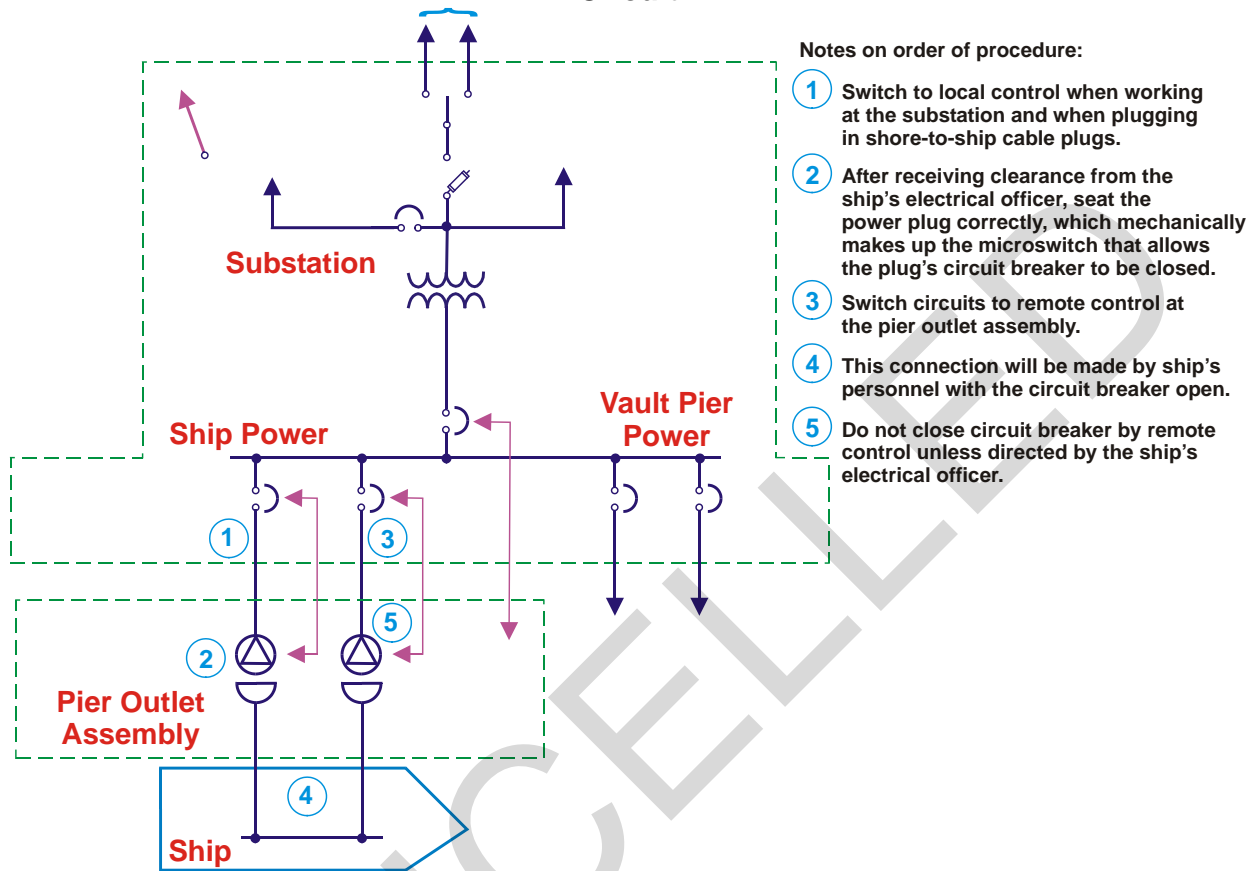 Notes on order of procedure:
1 Switch to local control when working
at the substation and when plugging
in shore-to-ship cable plugs.
2 After receiving clearance from the
ship's electrical officer, seat the
power plug correctly, which mechanically
makes up the microswitch that allows
the plug's circuit breaker to be closed.
3 Switch circuits to remote control at
the pier outlet assembly.
4 This connection will be made by ship's
personnel with the circuit breaker open.
5 Do not close circuit breaker by remote
control unless directed by the ship's
electrical officer.
Substation
Ship Power
Vault Pier
Power
1
3
5
2
Pier Outlet
Assembly
4
Ship